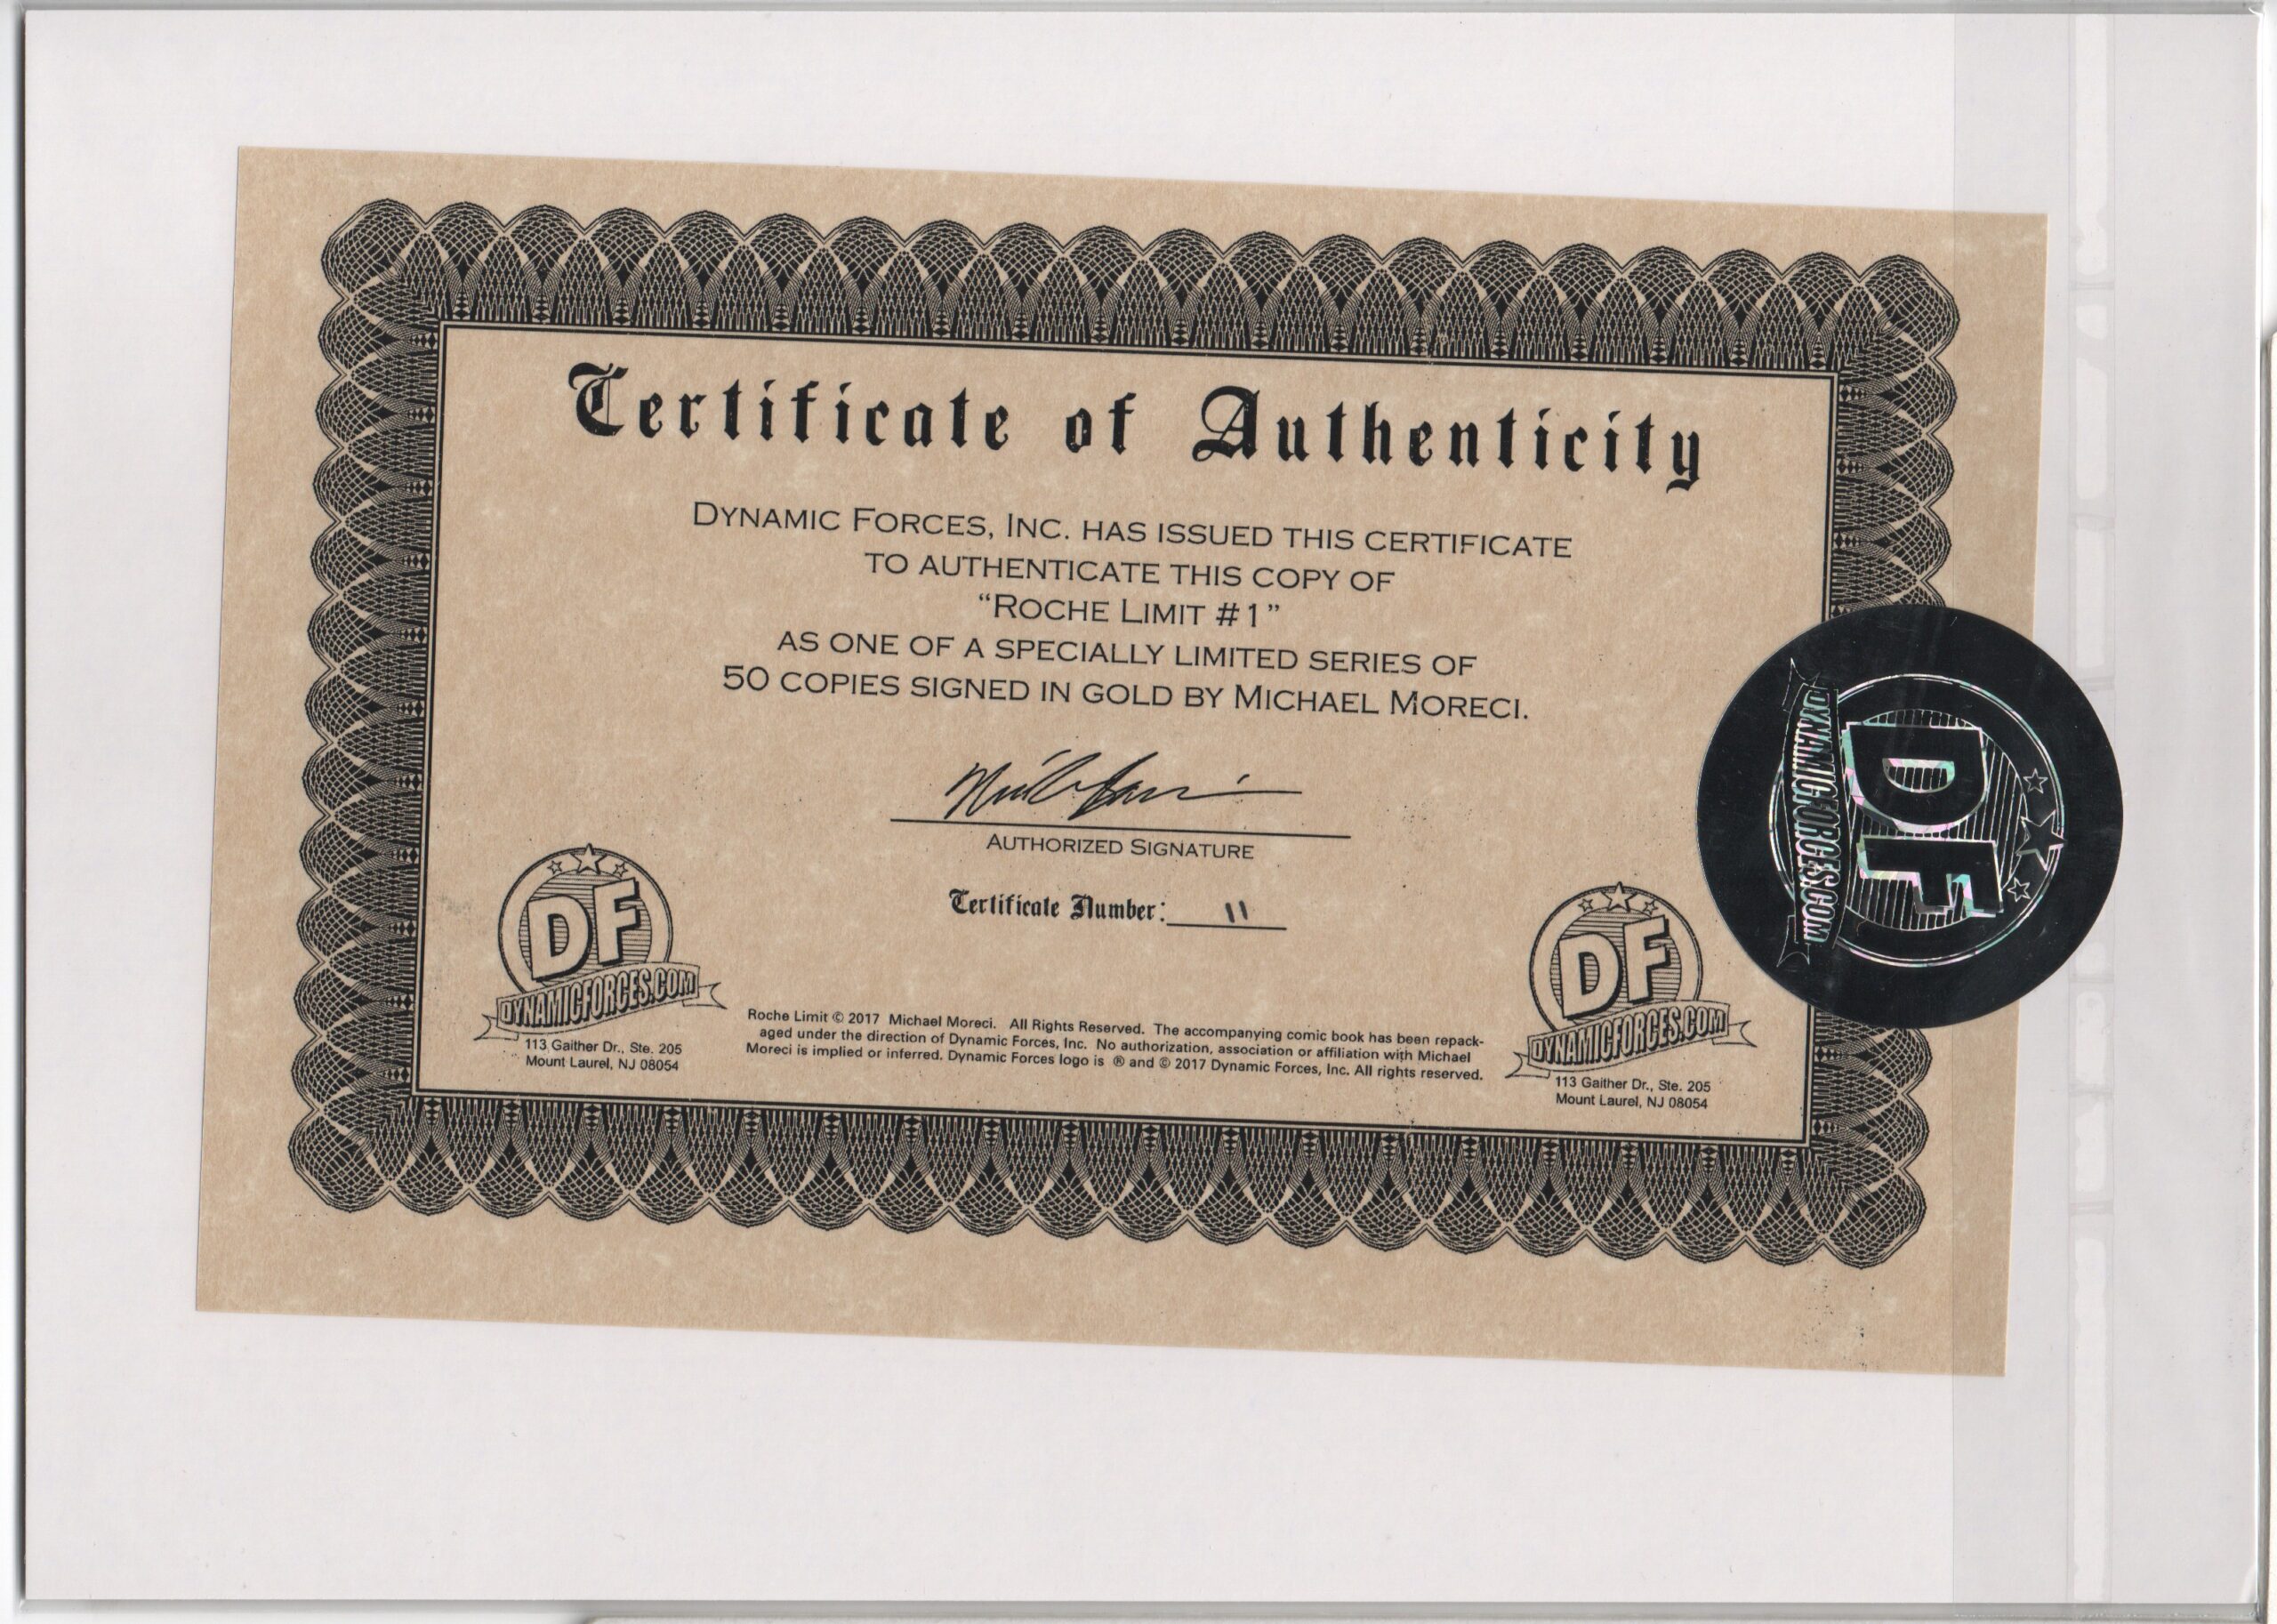 Certificate of Authenticity
DYNAMIC FORCES, INC. HAS ISSUED THIS CERTIFICATE
TO AUTHENTICATE THIS COPY OF
“ROCHE LIMIT #1”
AS ONE OF A SPECIALLY LIMITED SERIES OF
50 COPIES SIGNED IN GOLD BY MICHAEL MORECI.
AUTHORIZED SIGNATURE
Certificate Number: 11
DF
DYNAMICFORCES.COM
113 Gaither Dr., Ste. 205
Mount Laurel, NJ 08054
Roche Limit © 2017 Michael Moreci. All Rights Reserved. The accompanying comic book has been repack-
aged under the direction of Dynamic Forces, Inc. No authorization, association or affiliation with Michael
Moreci is implied or inferred. Dynamic Forces logo is ® and © 2017 Dynamic Forces, Inc. All rights reserved.
DF
DYNAMICFORCES.COM
113 Gaither Dr., Ste. 205
Mount Laurel, NJ 08054
DF
DYNAMICFORCES.COM